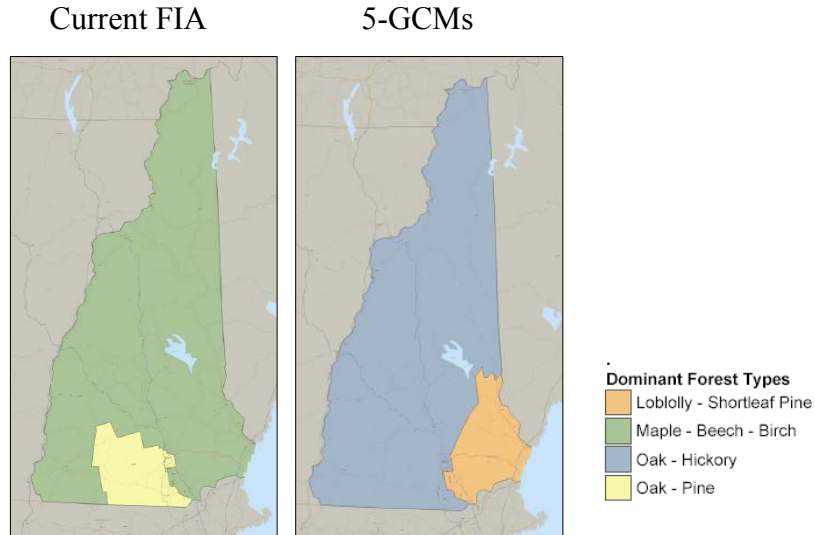 Current FIA
5-GCMs
.
Dominant Forest Types
Loblolly - Shortleaf Pine
Maple - Beech - Birch
Oak - Hickory
Oak - Pine